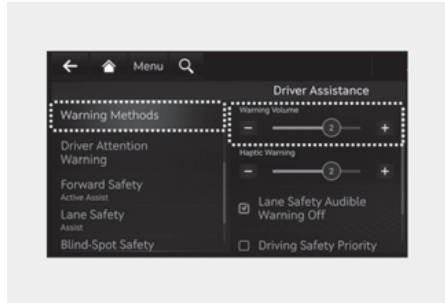 Menu
Driver Assistance
Warning Methods
Driver Attention
Warning
Forward Safety
Active Assist
Lane Safety
Assist
Blind-Spot Safety
Warning Volume
2
Haptic Warning
2
Lane Safety Audible
Warning Off
Driving Safety Priority